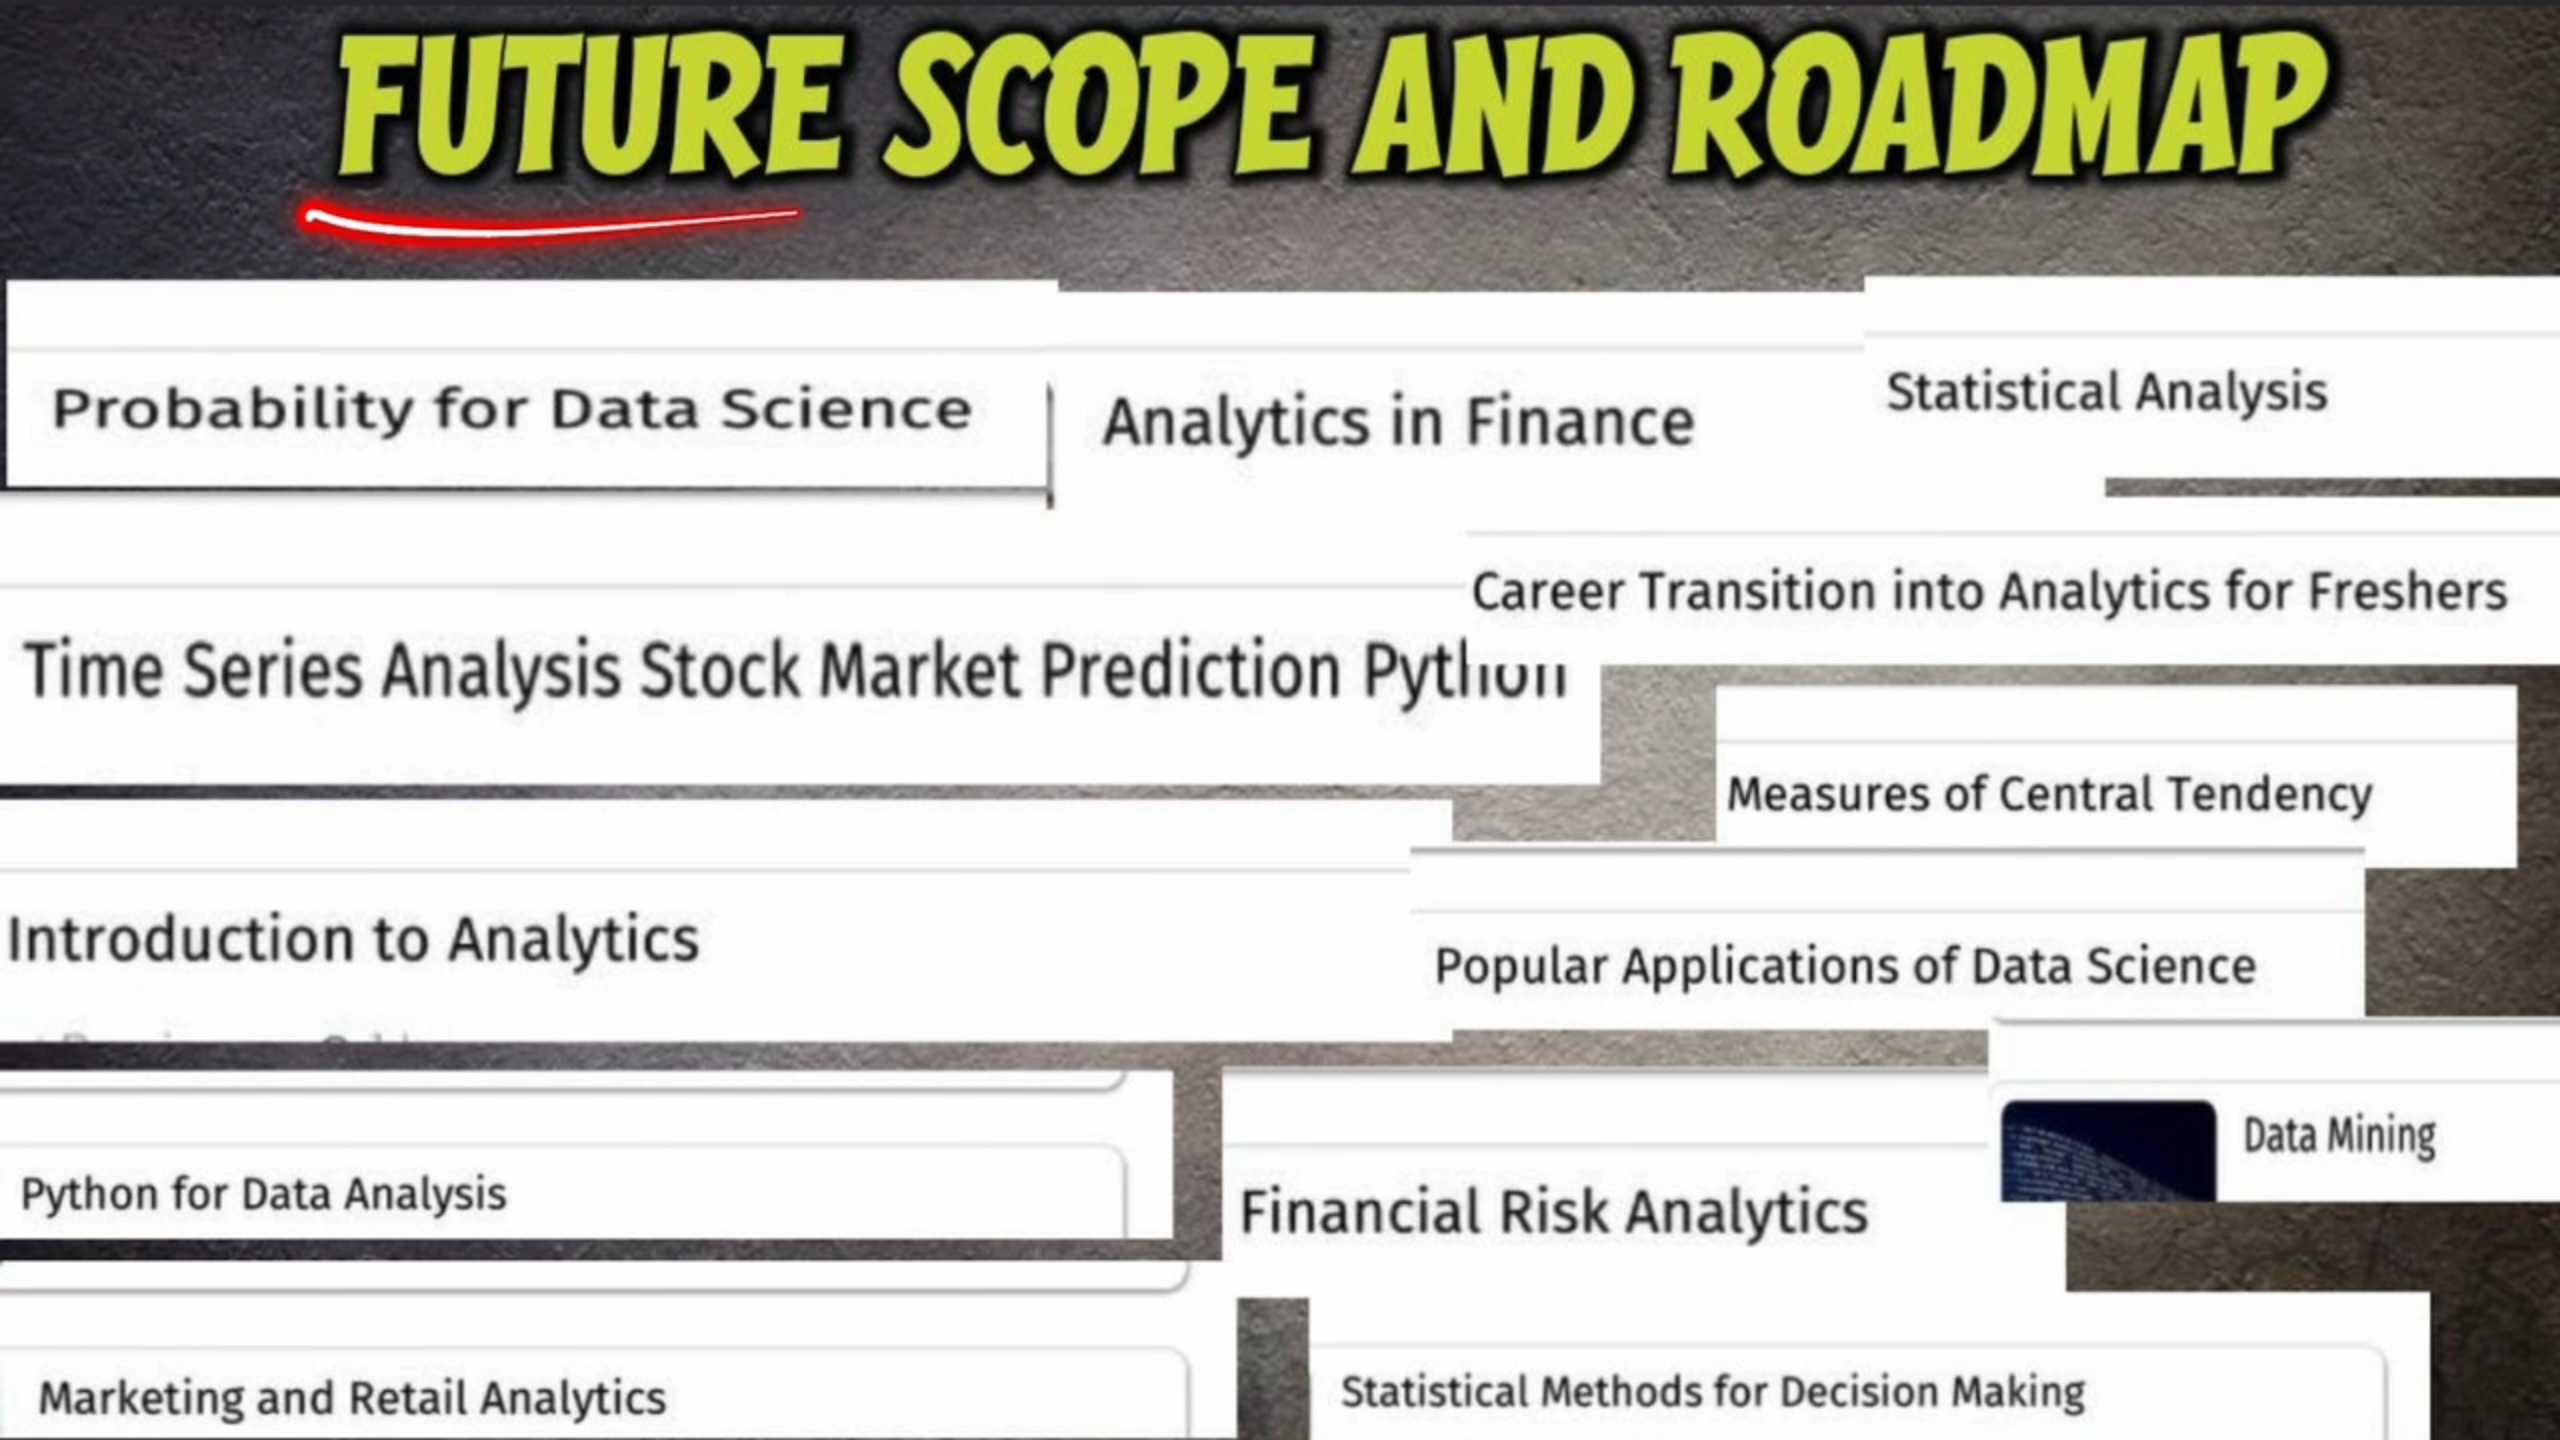 FUTURE SCOPE AND ROADMAP
Probability for Data Science
Analytics in Finance
Statistical Analysis
Career Transition into Analytics for Freshers
Time Series Analysis Stock Market Prediction Python
Measures of Central Tendency
Introduction to Analytics
Popular Applications of Data Science
Data Mining
Python for Data Analysis
Financial Risk Analytics
Marketing and Retail Analytics
Statistical Methods for Decision Making